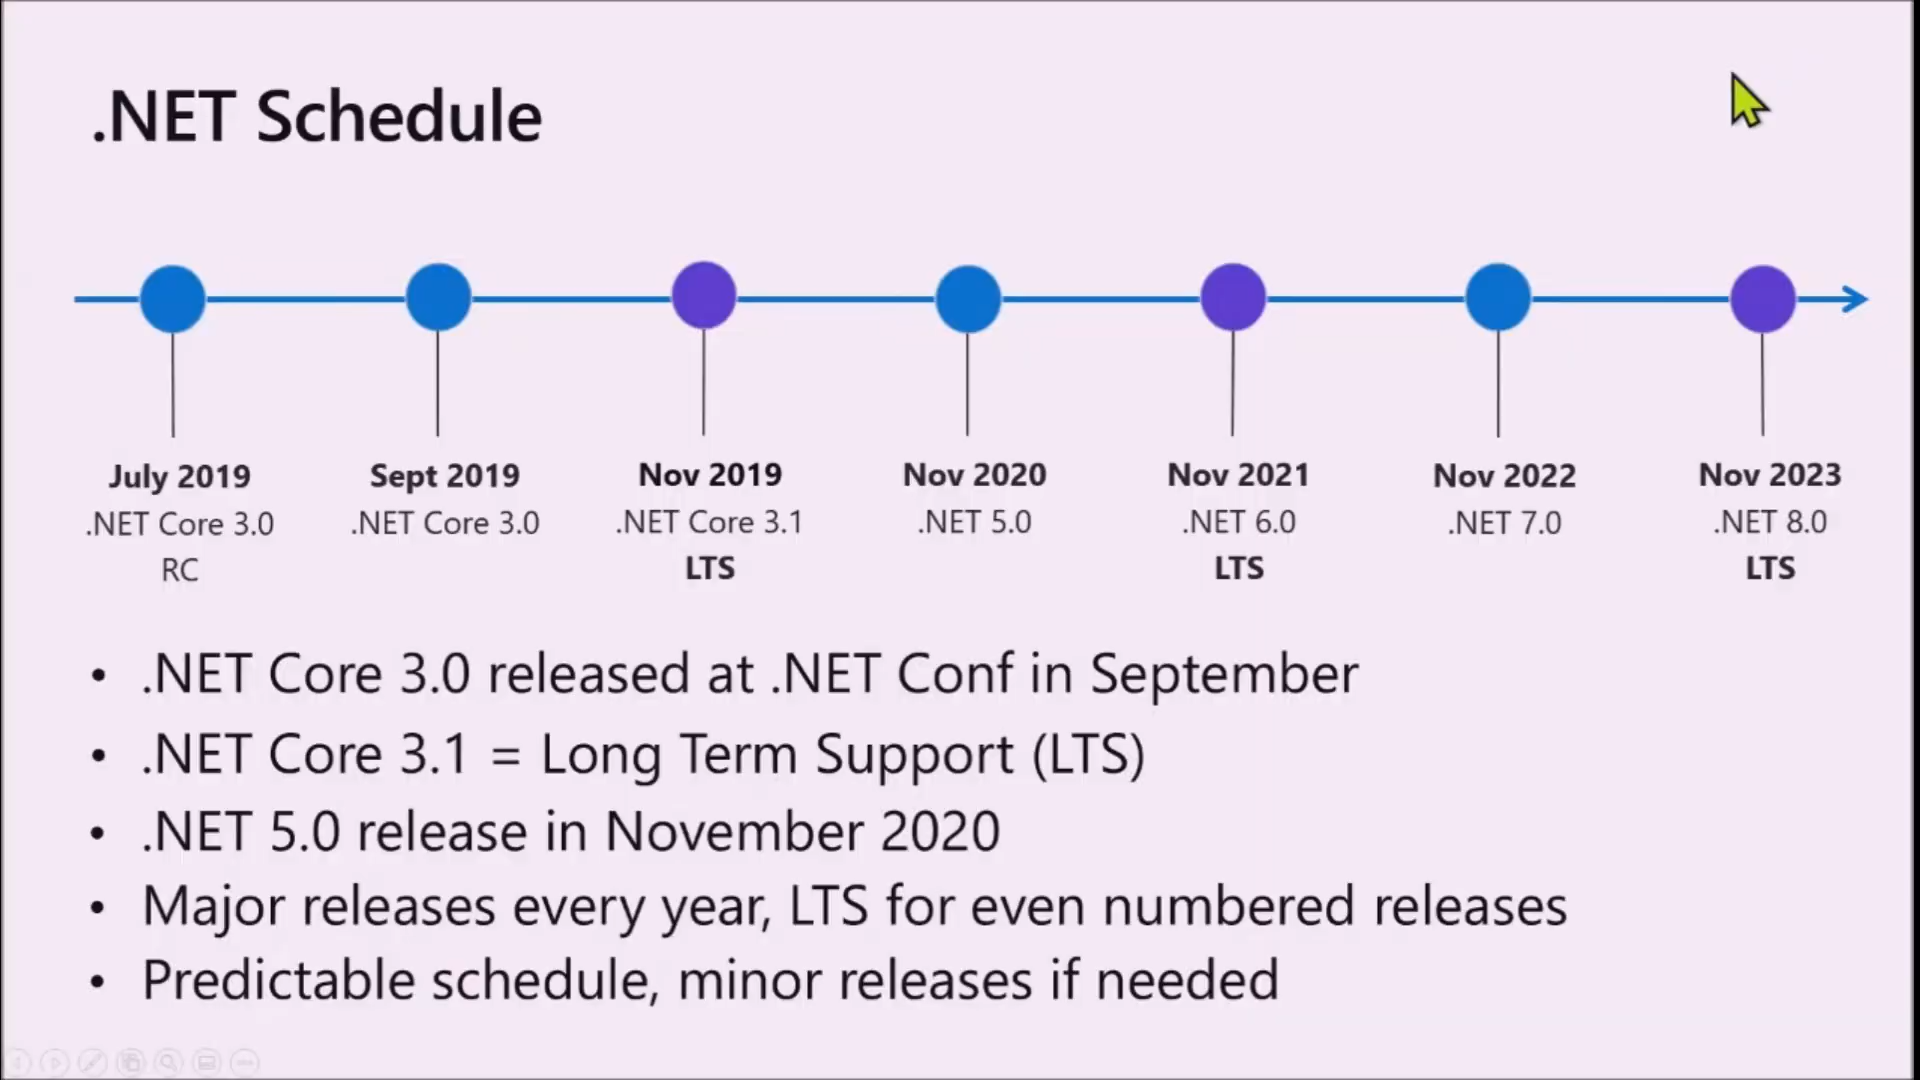 .NET Schedule
July 2019
.NET Core 3.0
RC
Sept 2019
.NET Core 3.0
Nov 2019
.NET Core 3.1
LTS
Nov 2020
.NET 5.0
Nov 2021
.NET 6.0
LTS
Nov 2022
.NET 7.0
Nov 2023
.NET 8.0
LTS
• .NET Core 3.0 released at .NET Conf in September
• .NET Core 3.1 = Long Term Support (LTS)
• .NET 5.0 release in November 2020
• Major releases every year, LTS for even numbered releases
• Predictable schedule, minor releases if needed